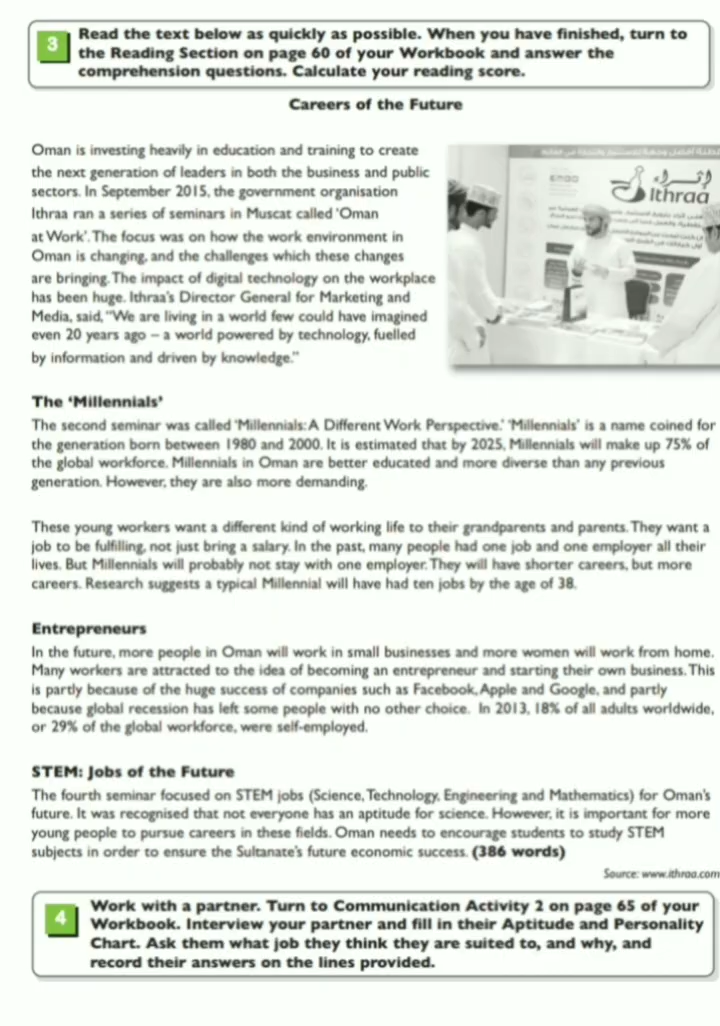 3
Read the text below as quickly as possible. When you have finished, turn to
the Reading Section on page 60 of your Workbook and answer the
comprehension questions. Calculate your reading score.
Careers of the Future
Oman is investing heavily in education and training to create
the next generation of leaders in both the business and public
sectors. In September 2015, the government organisation
Ithraa ran a series of seminars in Muscat called 'Oman
at Work'. The focus was on how the work environment in
Oman is changing, and the challenges which these changes
are bringing. The impact of digital technology on the workplace
has been huge. Ithraa's Director General for Marketing and
Media, said, "We are living in a world few could have imagined
even 20 years ago – a world powered by technology, fuelled
by information and driven by knowledge."
إثراء
Ithraa
The 'Millennials'
The second seminar was called 'Millennials: A Different Work Perspective.' 'Millennials' is a name coined for
the generation born between 1980 and 2000. It is estimated that by 2025, Millennials will make up 75% of
the global workforce. Millennials in Oman are better educated and more diverse than any previous
generation. However, they are also more demanding.
These young workers want a different kind of working life to their grandparents and parents. They want a
job to be fulfilling, not just bring a salary. In the past, many people had one job and one employer all their
lives. But Millennials will probably not stay with one employer. They will have shorter careers, but more
careers. Research suggests a typical Millennial will have had ten jobs by the age of 38.
Entrepreneurs
In the future, more people in Oman will work in small businesses and more women will work from home.
Many workers are attracted to the idea of becoming an entrepreneur and starting their own business. This
is partly because of the huge success of companies such as Facebook, Apple and Google, and partly
because global recession has left some people with no other choice. In 2013, 18% of all adults worldwide,
or 29% of the global workforce, were self-employed.
STEM: Jobs of the Future
The fourth seminar focused on STEM jobs (Science, Technology, Engineering and Mathematics) for Oman's
future. It was recognised that not everyone has an aptitude for science. However, it is important for more
young people to pursue careers in these fields. Oman needs to encourage students to study STEM
subjects in order to ensure the Sultanate's future economic success. (386 words)
Source: www.ithraa.com
4
Work with a partner. Turn to Communication Activity 2 on page 65 of your
Workbook. Interview your partner and fill in their Aptitude and Personality
Chart. Ask them what job they think they are suited to, and why, and
record their answers on the lines provided.